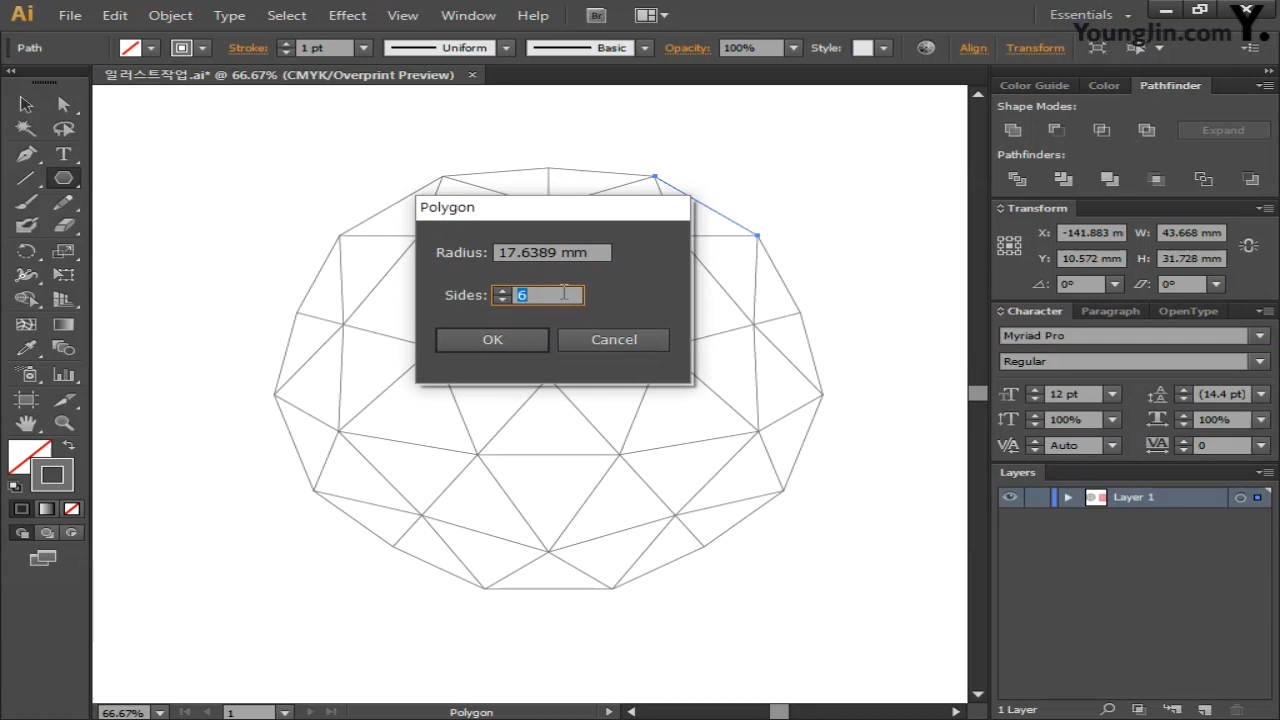 Ai File Edit Object Type Select Effect View Window Help Br Essentials
YoungJin.com Y.
Path Stroke: 1 pt Uniform Basic Opacity: 100% Style: Align Transform
일러스트작업.ai* @ 66.67% (CMYK/Overprint Preview) ×
Color Guide Color Pathfinder
Shape Modes:
Expand
Pathfinders:
Transform
X: -141.883 m W: 43.668 mm
Y: 10.572 mm H: 31.728 mm
0° 0°
Character Paragraph OpenType
Myriad Pro
Regular
12 pt (14.4 pt)
100% 100%
Auto 0
Layers
Layer 1
1 Layer
Polygon
Radius: 17.6389 mm
Sides: 6
OK Cancel
66.67% 1 Polygon